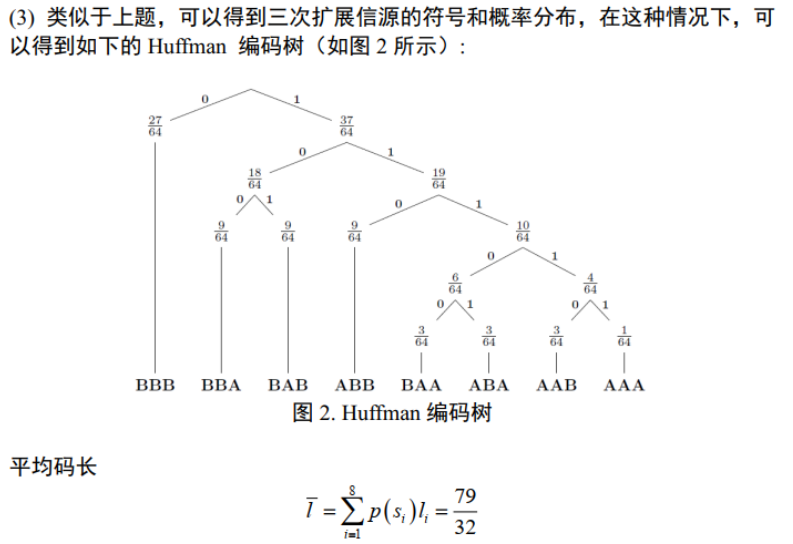 (3) 类似于上题，可以得到三次扩展信源的符号和概率分布，在这种情况下，可
以得到如下的 Huffman 编码树（如图 2 所示）:
0 1
27/64 37/64
0 1
18/64 19/64
0 1 0 1
9/64 9/64 9/64 10/64
0 1
6/64 4/64
0 1 0 1
3/64 3/64 3/64 1/64
BBB BBA BAB ABB BAA ABA AAB AAA
图 2. Huffman 编码树
平均码长
l̅ = ∑_{i=1}^{8} p(s_i)l_i = 79/32